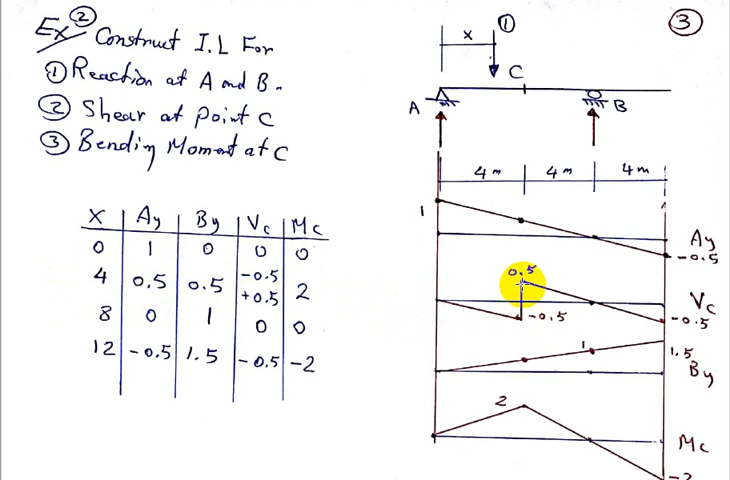 Ex ② Construct I.L For
① Reaction at A and B.
② Shear at point C
③ Bending Moment at C
X Ay By Vc Mc
0 1 0 0 0
4 0.5 0.5 -0.5 +0.5 2
8 0 1 0 0
12 -0.5 1.5 -0.5 -2
③
x ①
C
A B
4m 4m 4m
1
Ay
-0.5
0.5
Vc
-0.5 -0.5
1 1.5
By
2
Mc
-2